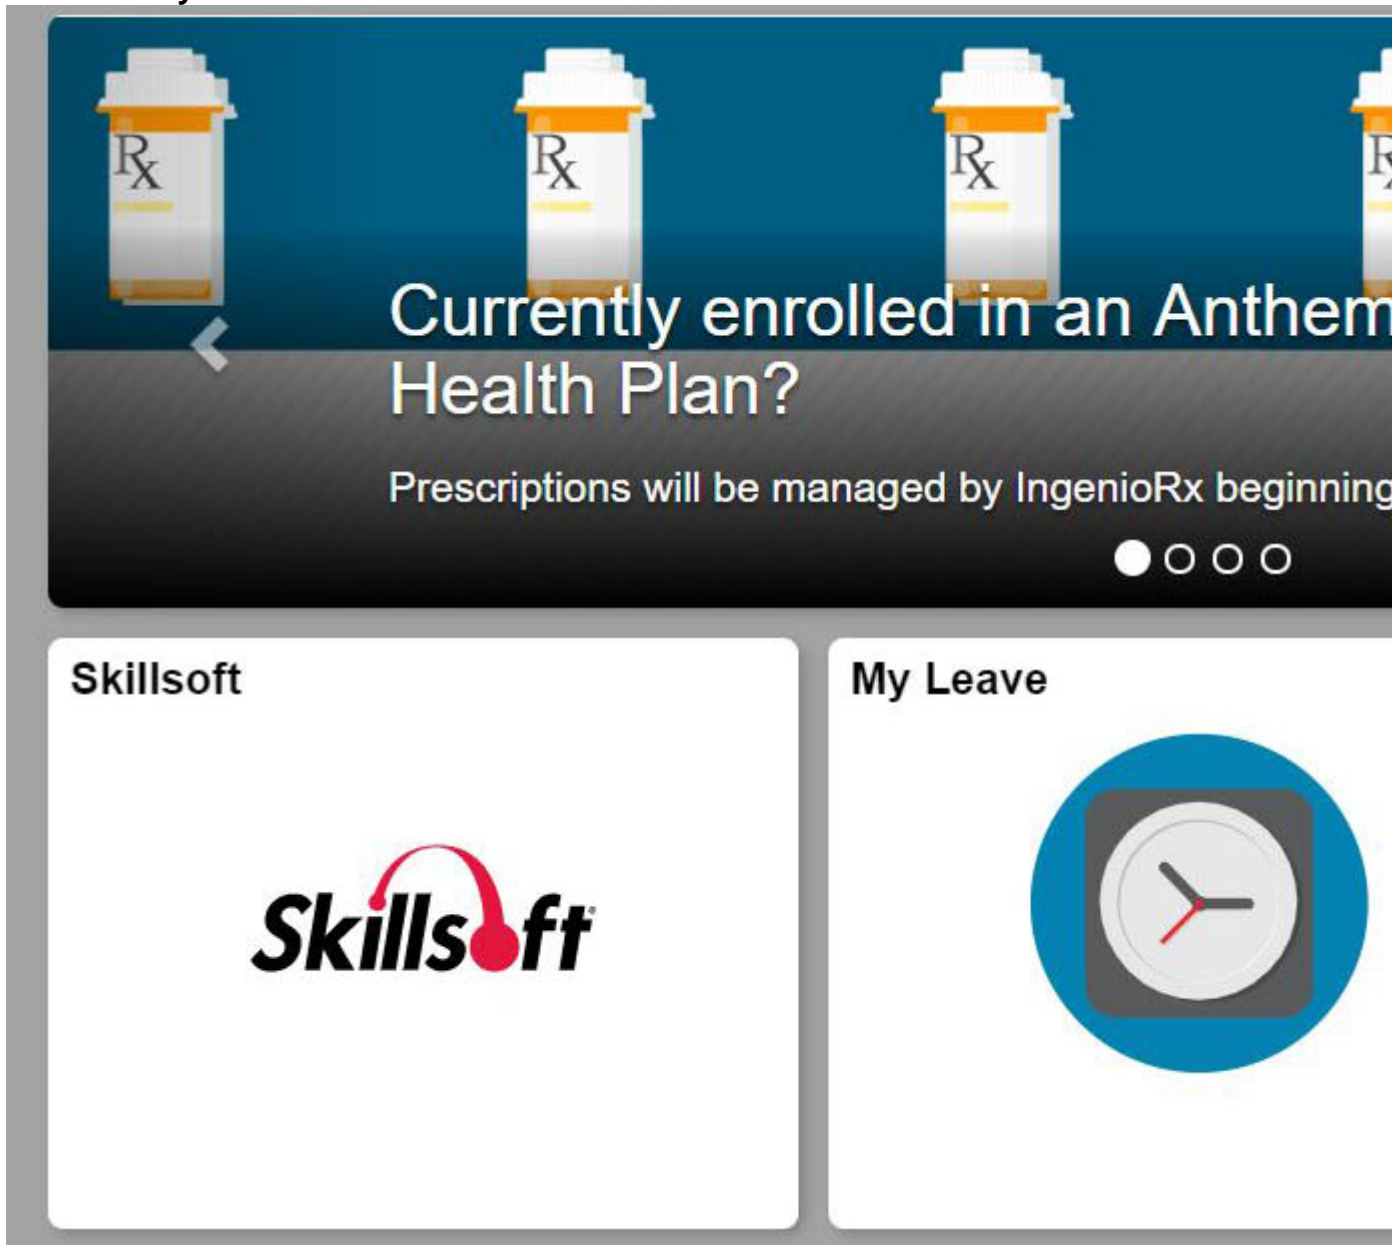 Rx Rx Rx
Currently enrolled in an Anthem
Health Plan?
Prescriptions will be managed by IngenioRx beginning
Skillsoft
My Leave
Skillsoft